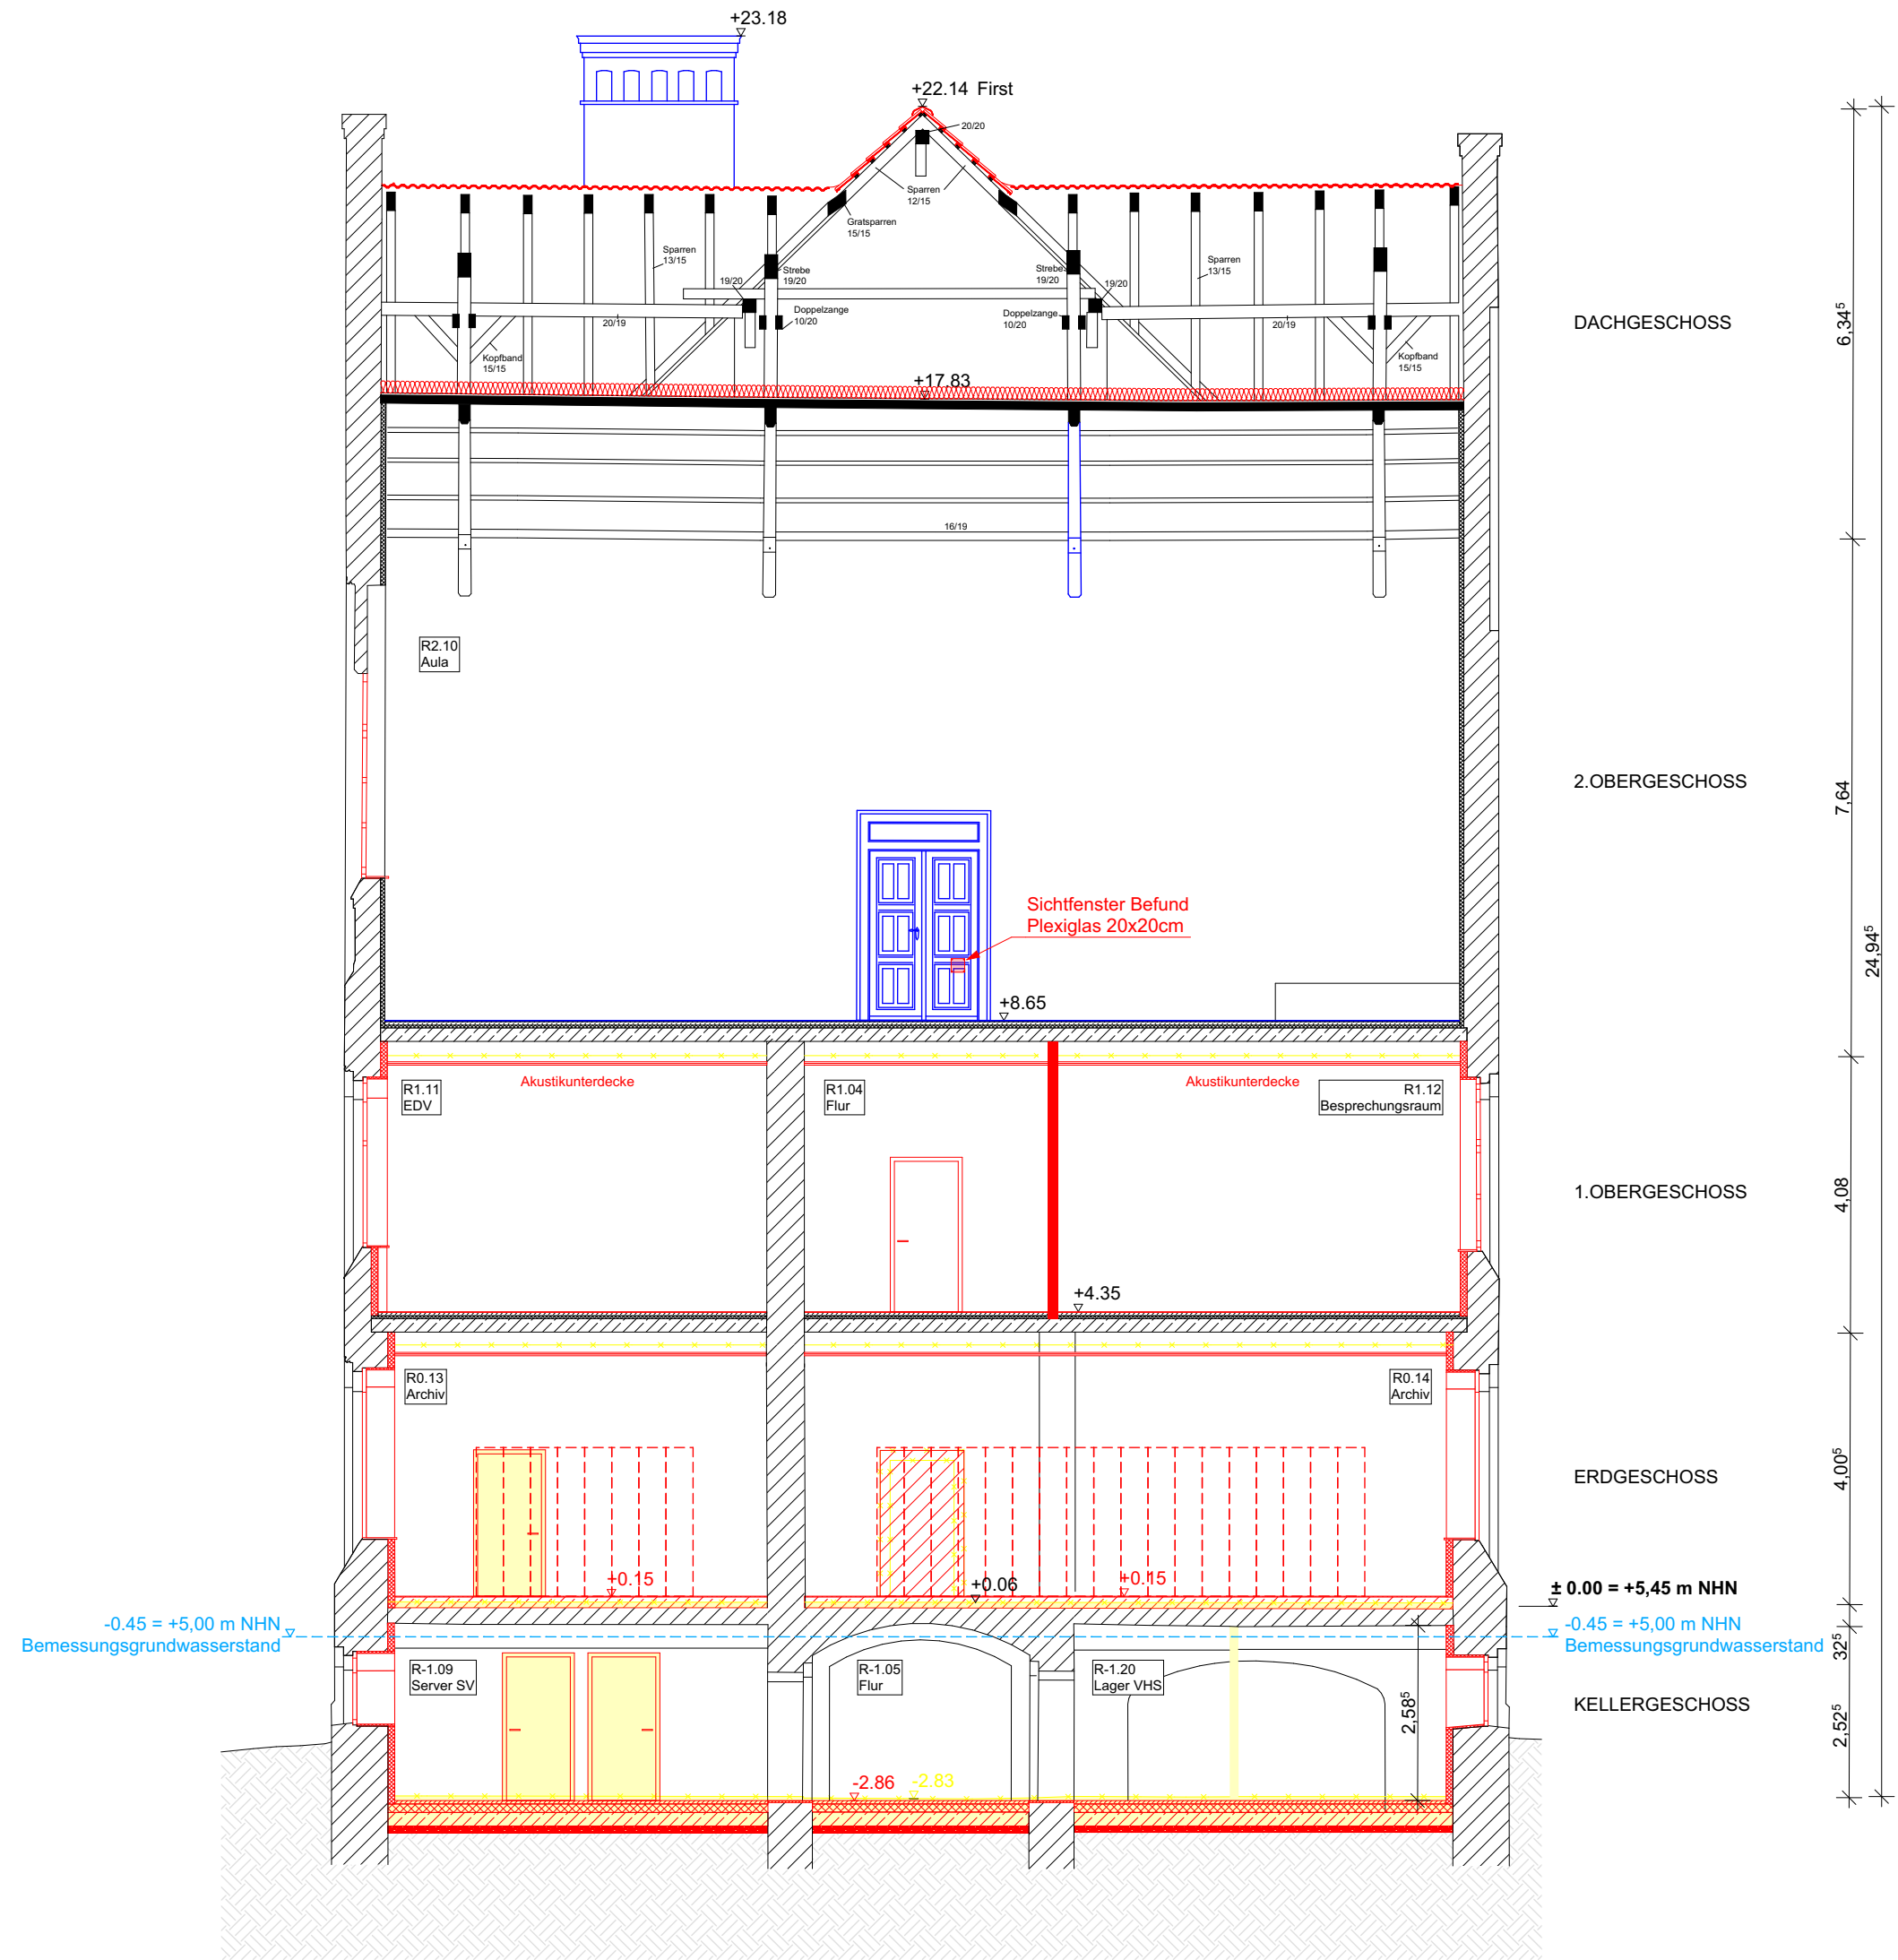 +23.18
+22.14 First
20/20
Sparren
12/15
Gratsparren
15/15
Sparren
13/15
Sparren
13/15
Strebe
19/20
Strebe
19/20
19/20
19/20
Doppelzange
10/20
Doppelzange
10/20
20/19
20/19
Kopfband
15/15
Kopfband
15/15
DACHGESCHOSS
6,34⁵
+17.83
16/19
R2.10
Aula
2.OBERGESCHOSS
7,64
24,94⁵
Sichtfenster Befund
Plexiglas 20x20cm
+8.65
R1.11
EDV
Akustikunterdecke
R1.04
Flur
Akustikunterdecke
R1.12
Besprechungsraum
1.OBERGESCHOSS
4,08
+4.35
R0.13
Archiv
R0.14
Archiv
ERDGESCHOSS
4,00⁵
+0.15
+0.06
+0.15
± 0.00 = +5,45 m NHN
-0.45 = +5,00 m NHN
Bemessungsgrundwasserstand
-0.45 = +5,00 m NHN
Bemessungsgrundwasserstand
32⁵
R-1.09
Server SV
R-1.05
Flur
R-1.20
Lager VHS
2,58⁵
KELLERGESCHOSS
2,52⁵
-2.86
-2.83